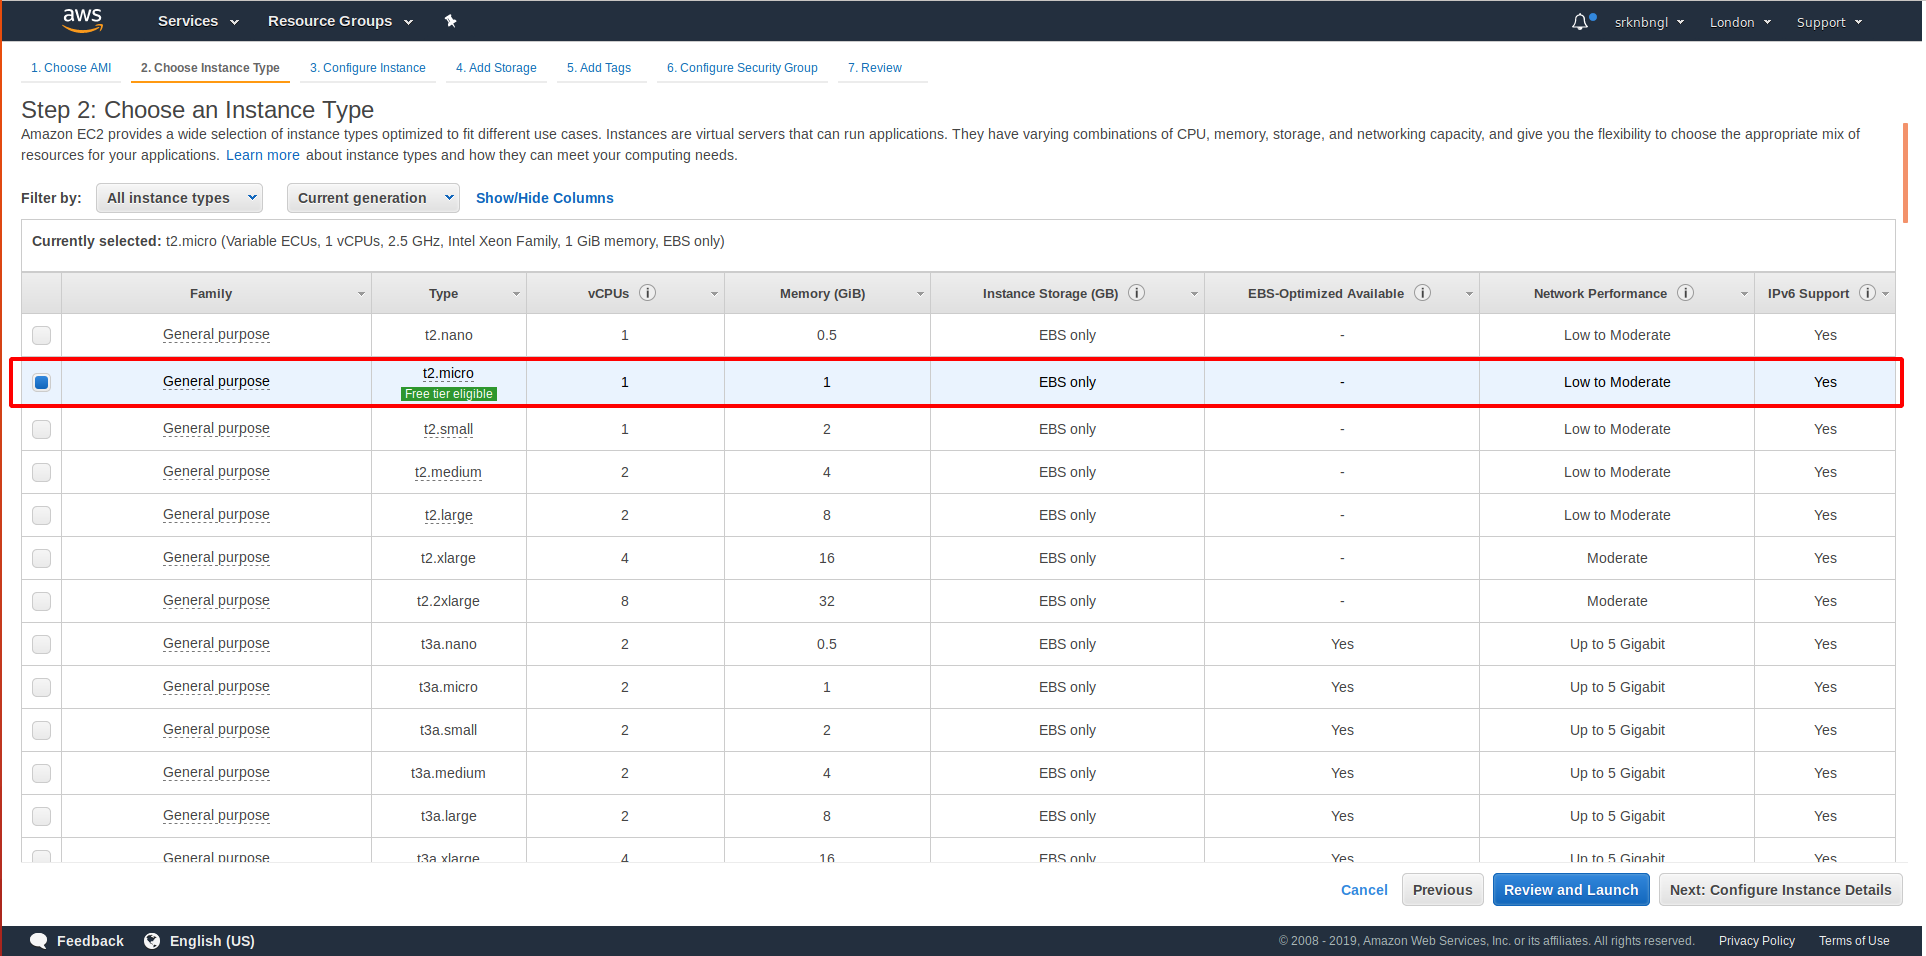 aws Services Resource Groups srknbngl London Support
1. Choose AMI 2. Choose Instance Type 3. Configure Instance 4. Add Storage 5. Add Tags 6. Configure Security Group 7. Review
Step 2: Choose an Instance Type
Amazon EC2 provides a wide selection of instance types optimized to fit different use cases. Instances are virtual servers that can run applications. They have varying combinations of CPU, memory, storage, and networking capacity, and give you the flexibility to choose the appropriate mix of
resources for your applications. Learn more about instance types and how they can meet your computing needs.
Filter by: All instance types Current generation Show/Hide Columns
Currently selected: t2.micro (Variable ECUs, 1 vCPUs, 2.5 GHz, Intel Xeon Family, 1 GiB memory, EBS only)
Family Type vCPUs Memory (GiB) Instance Storage (GB) EBS-Optimized Available Network Performance IPv6 Support
General purpose t2.nano 1 0.5 EBS only - Low to Moderate Yes
General purpose t2.micro 1 1 EBS only - Low to Moderate Yes
Free tier eligible
General purpose t2.small 1 2 EBS only - Low to Moderate Yes
General purpose t2.medium 2 4 EBS only - Low to Moderate Yes
General purpose t2.large 2 8 EBS only - Low to Moderate Yes
General purpose t2.xlarge 4 16 EBS only - Moderate Yes
General purpose t2.2xlarge 8 32 EBS only - Moderate Yes
General purpose t3a.nano 2 0.5 EBS only Yes Up to 5 Gigabit Yes
General purpose t3a.micro 2 1 EBS only Yes Up to 5 Gigabit Yes
General purpose t3a.small 2 2 EBS only Yes Up to 5 Gigabit Yes
General purpose t3a.medium 2 4 EBS only Yes Up to 5 Gigabit Yes
General purpose t3a.large 2 8 EBS only Yes Up to 5 Gigabit Yes
General purpose t3a.xlarge 4 16 EBS only Yes Up to 5 Gigabit Yes
Cancel Previous Review and Launch Next: Configure Instance Details
Feedback English (US) © 2008 - 2019, Amazon Web Services, Inc. or its affiliates. All rights reserved. Privacy Policy Terms of Use